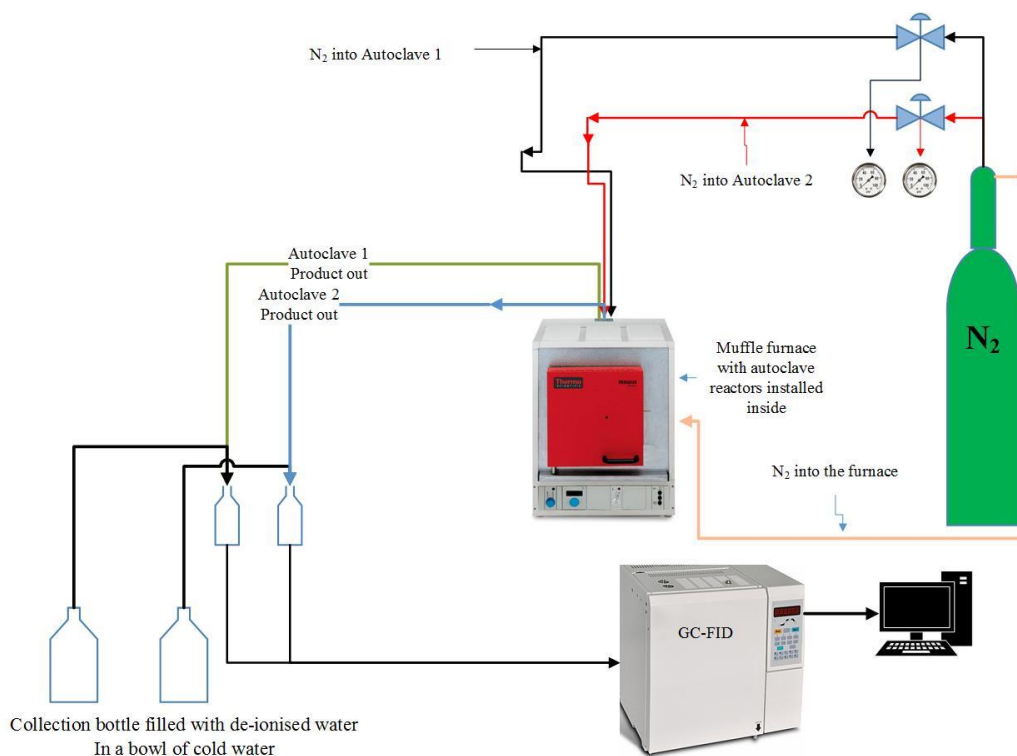 N₂ into Autoclave 1
N₂ into Autoclave 2
N₂
Autoclave 1
Product out
Autoclave 2
Product out
Thermo
SCIENTIFIC
Muffle furnace
with autoclave
reactors installed
inside
N₂ into the furnace
GC-FID
Collection bottle filled with de-ionised water
In a bowl of cold water